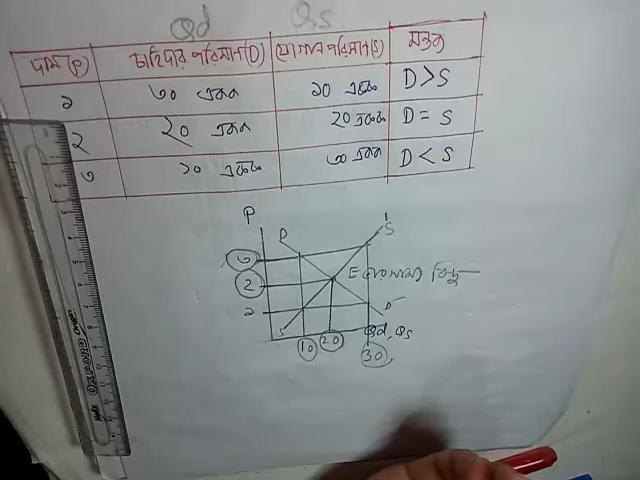 Qd Qs
দাম (P) চাহিদার পরিমান (D) যোগান পরিমান (S) মন্তব্য
১ ৩০ একক ১০ একক D > S
২ ২০ একক ২০ একক D = S
৩ ১০ একক ৩০ একক D < S
P D S
৩
2 E ভারসাম্য বিন্দু
১ D
S Qd, Qs
10 20 30